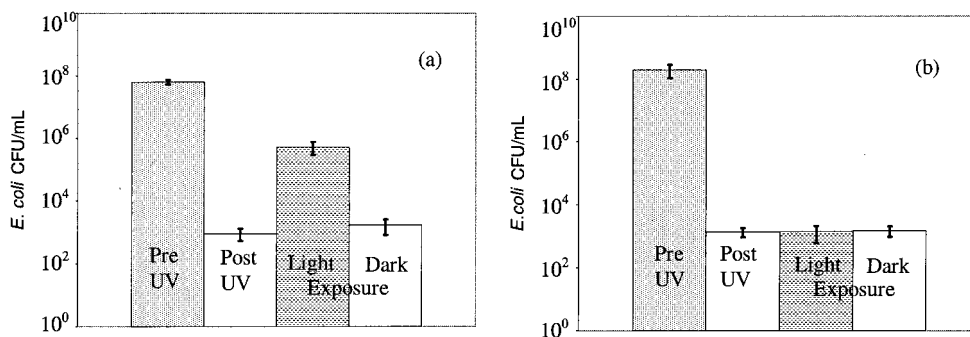 10^10
10^8
10^6
10^4
10^2
10^0
E. coli CFU/mL
(a)
Pre UV
Post UV
Light
Dark
Exposure
10^10
10^8
10^6
10^4
10^2
10^0
E.coli CFU/mL
(b)
Pre UV
Post UV
Light
Dark
Exposure